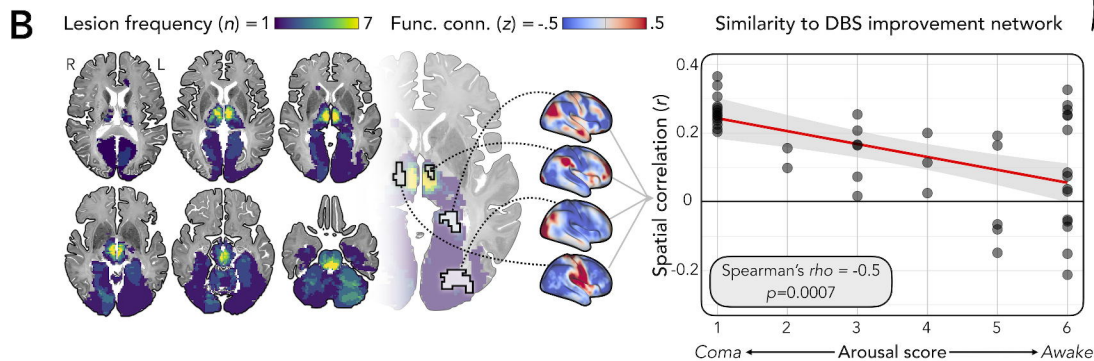 B
Lesion frequency (n) = 1 7
Func. conn. (z) = -.5 .5
Similarity to DBS improvement network
R L
0.4
0.2
0
-0.2
Spatial correlation (r)
Spearman's rho = -0.5
p=0.0007
1 2 3 4 5 6
Coma Arousal score Awake